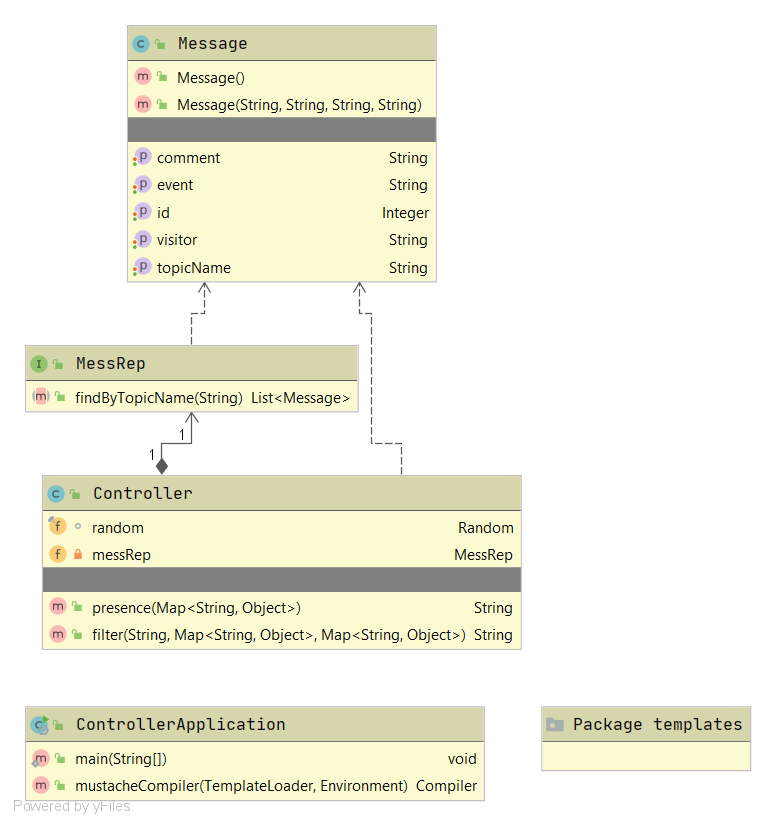 Message
Message()
Message(String, String, String, String)
comment String
event String
id Integer
visitor String
topicName String
MessRep
findByTopicName(String) List<Message>
1
1
Controller
random Random
messRep MessRep
presence(Map<String, Object>) String
filter(String, Map<String, Object>, Map<String, Object>) String
ControllerApplication
main(String[]) void
mustacheCompiler(TemplateLoader, Environment) Compiler
Package templates
Powered by yFiles